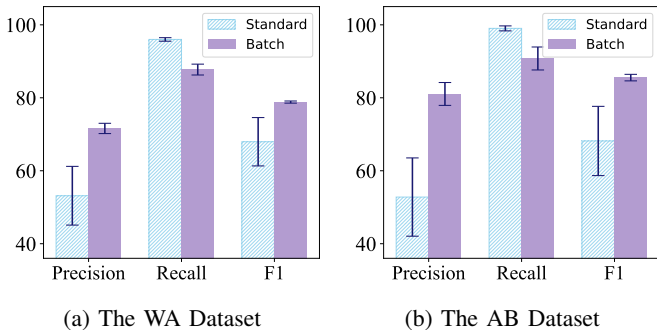 100
80
60
40
Standard
Batch
Precision Recall F1
(a) The WA Dataset
100
80
60
40
Standard
Batch
Precision Recall F1
(b) The AB Dataset